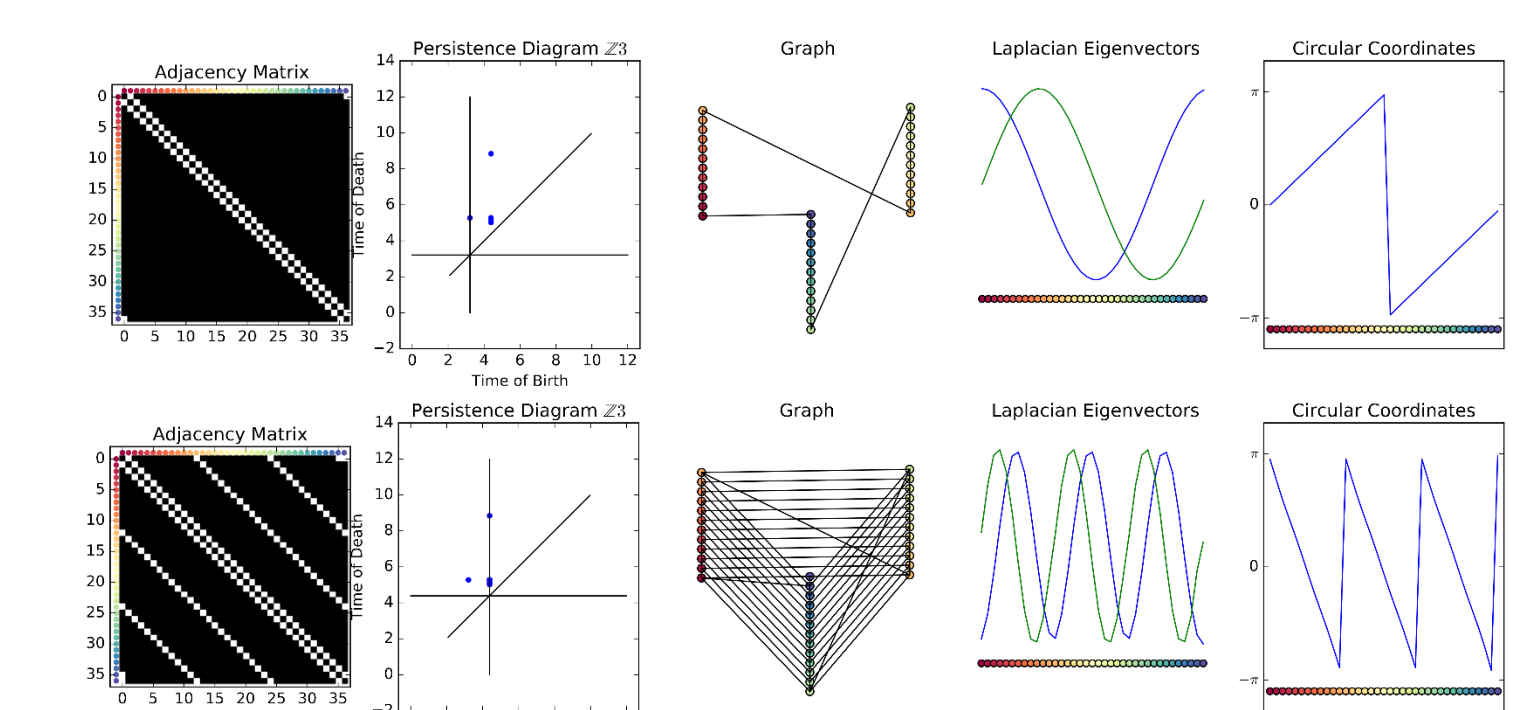 Adjacency Matrix
0
5
10
15
20
25
30
35
0 5 10 15 20 25 30 35
Persistence Diagram ℤ3
14
12
10
8
6
4
2
0
−2
0 2 4 6 8 10 12
Time of Death
Time of Birth
Graph
Laplacian Eigenvectors
Circular Coordinates
π
0
−π
Adjacency Matrix
0
5
10
15
20
25
30
35
0 5 10 15 20 25 30 35
Persistence Diagram ℤ3
14
12
10
8
6
4
2
0
−2
Time of Death
Graph
Laplacian Eigenvectors
Circular Coordinates
π
0
−π